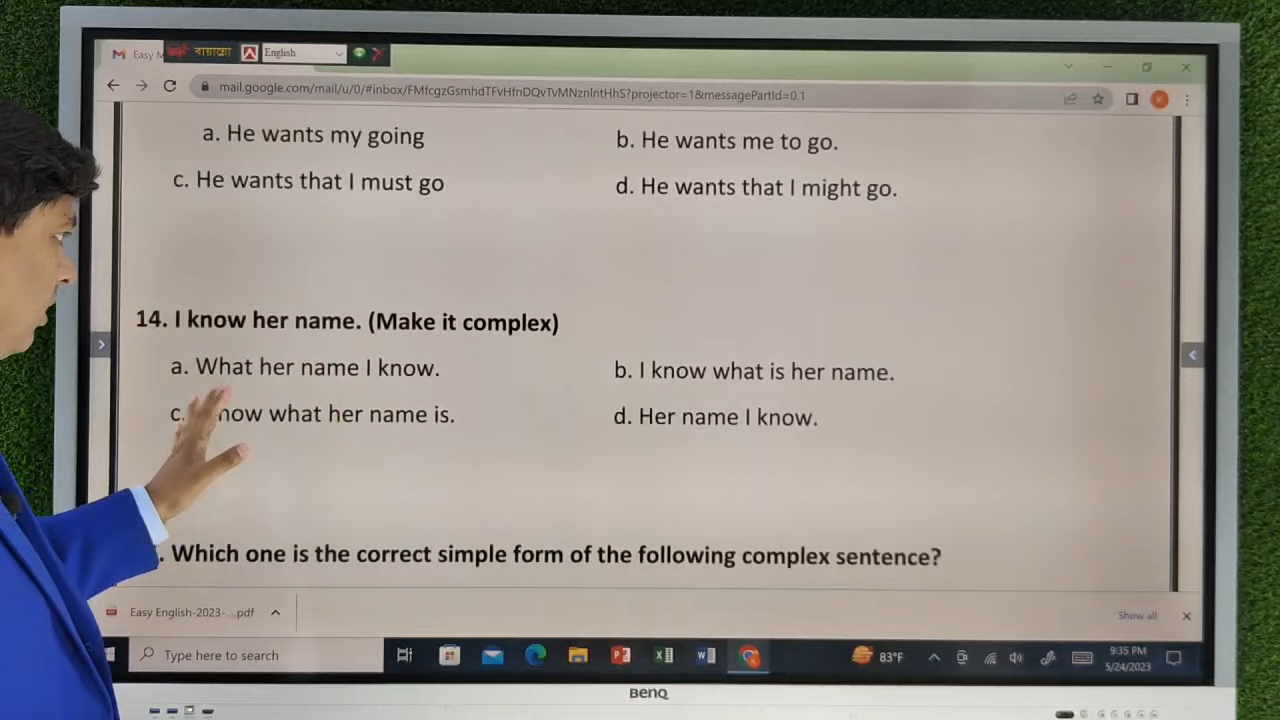 Easy M
বায়ান্নো English
mail.google.com/mail/u/0/#inbox/FMfcgzGsmhdTFvHfnDQvTvMNznlntHhS?projector=1&messagePartId=0.1
a. He wants my going b. He wants me to go.
c. He wants that I must go d. He wants that I might go.
14. I know her name. (Make it complex)
a. What her name I know. b. I know what is her name.
c. now what her name is. d. Her name I know.
. Which one is the correct simple form of the following complex sentence?
Easy English-2023-....pdf Show all
Type here to search 83°F 9:35 PM
5/24/2023
BenQ